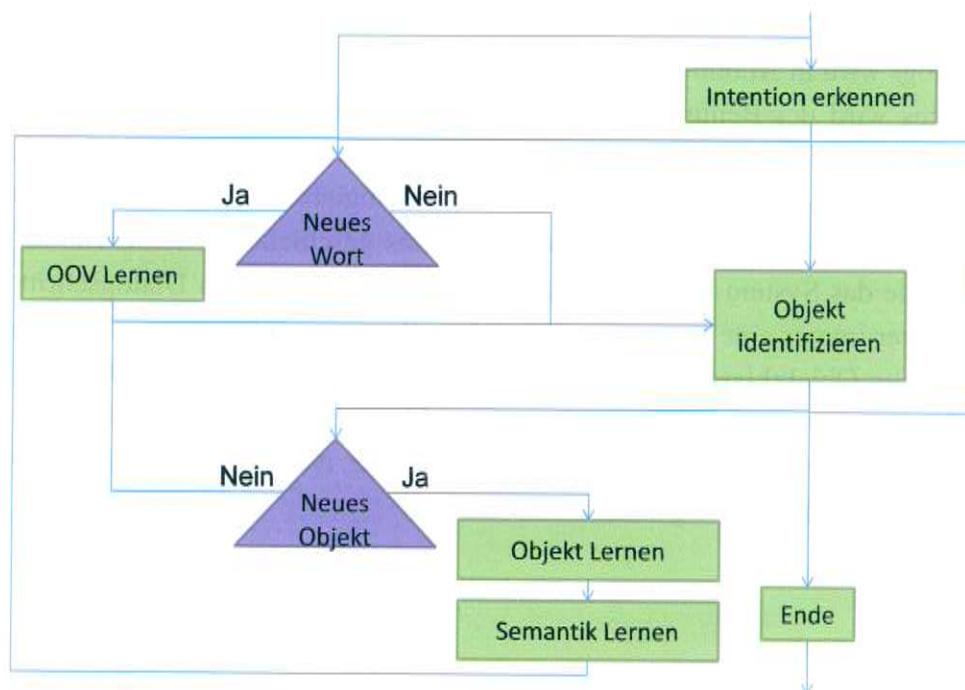 Intention erkennen
Ja
Nein
Neues
Wort
OOV Lernen
Objekt
identifizieren
Nein
Ja
Neues
Objekt
Objekt Lernen
Semantik Lernen
Ende